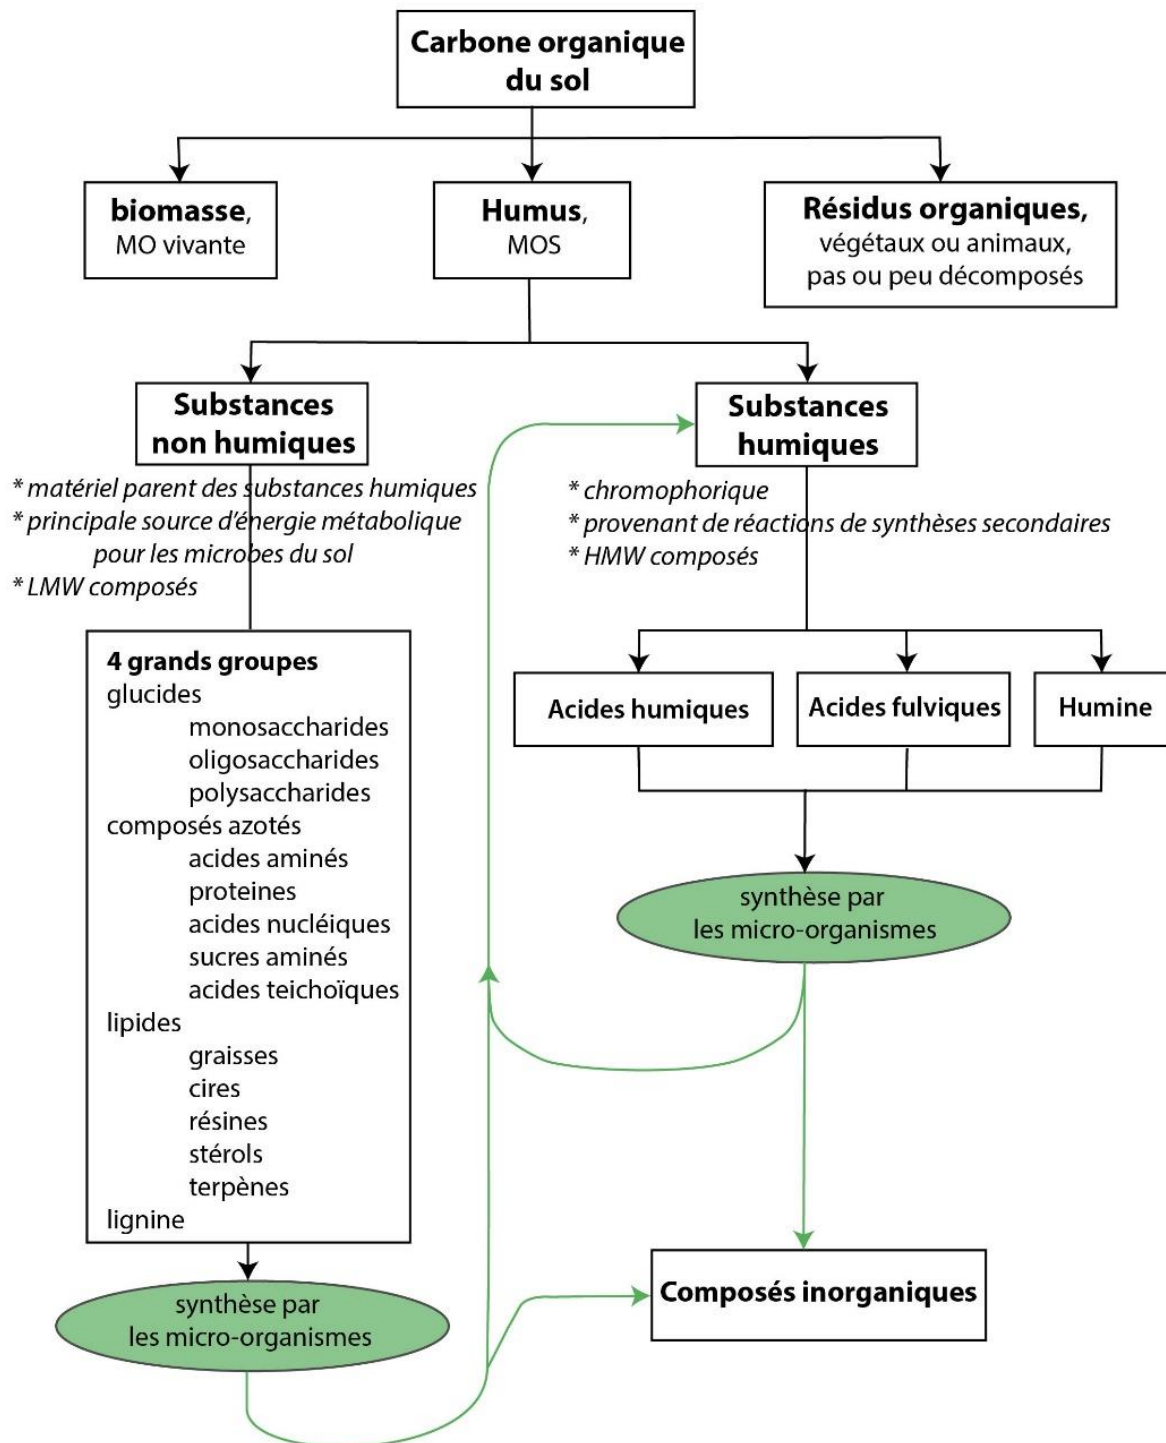 Carbone organique
du sol
biomasse,
MO vivante
Humus,
MOS
Résidus organiques,
végétaux ou animaux,
pas ou peu décomposés
Substances
non humiques
* matériel parent des substances humiques
* principale source d'énergie métabolique
pour les microbes du sol
* LMW composés
Substances
humiques
* chromophorique
* provenant de réactions de synthèses secondaires
* HMW composés
4 grands groupes
glucides
monosaccharides
oligosaccharides
polysaccharides
composés azotés
acides aminés
proteines
acides nucléiques
sucres aminés
acides teichoïques
lipides
graisses
cires
résines
stérols
terpènes
lignine
Acides humiques
Acides fulviques
Humine
synthèse par
les micro-organismes
Composés inorganiques
synthèse par
les micro-organismes